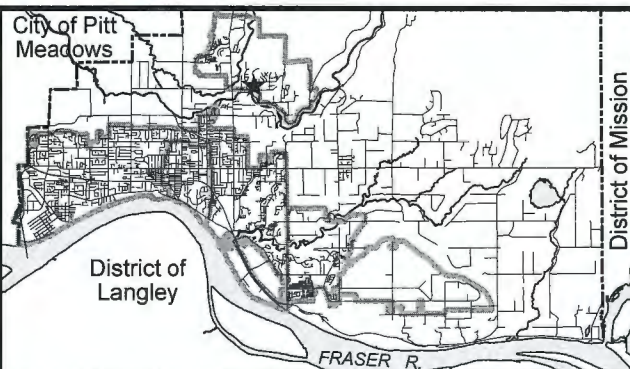 City of Pitt
Meadows
District of Mission
District of
Langley
FRASER R.